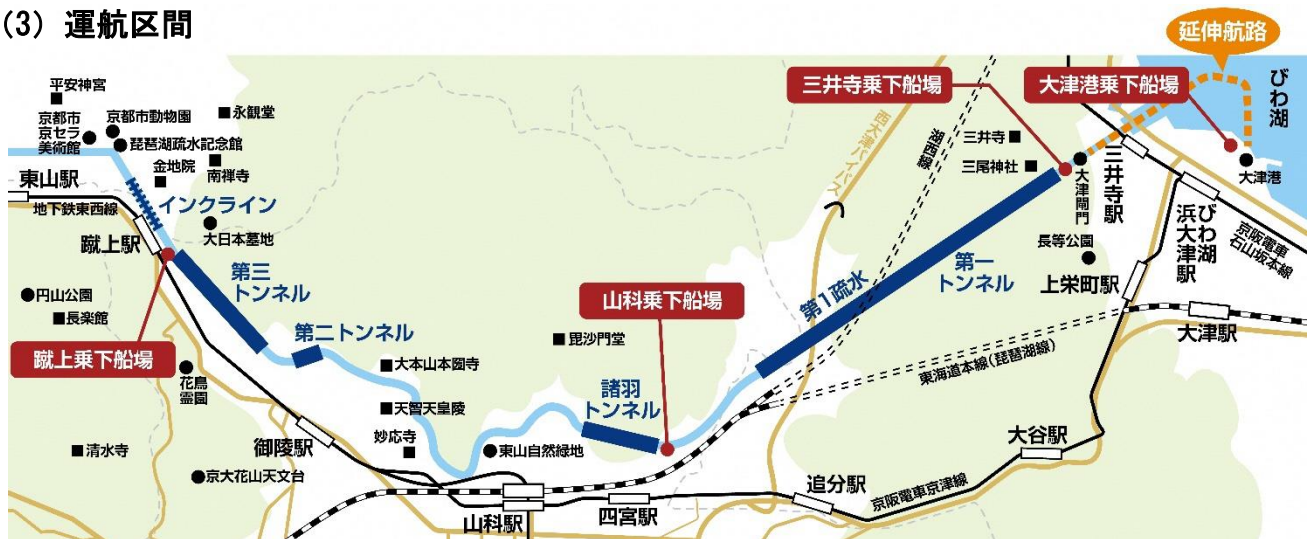 (3) 運航区間
延伸航路
びわ湖
三井寺乗下船場
大津港乗下船場
平安神宮
京都市動物園
永観堂
京都市
京セラ
美術館
琵琶湖疏水記念館
金地院
南禅寺
東山駅
地下鉄東西線
インクライン
蹴上駅
大日本墓地
第三
トンネル
円山公園
長楽館
蹴上乗下船場
第二トンネル
花鳥
霊園
大本山本圀寺
天智天皇陵
妙応寺
清水寺
京大花山天文台
御陵駅
東山自然緑地
毘沙門堂
諸羽
トンネル
山科乗下船場
山科駅
四宮駅
追分駅
大谷駅
京阪電車京津線
東海道本線(琵琶湖線)
第1疏水
第一
トンネル
西大津バイパス
湖西線
三井寺
三尾神社
大津閘門
三井寺駅
長等公園
上栄町駅
びわ湖
浜大津駅
京阪電車
石山坂本線
大津港
大津駅